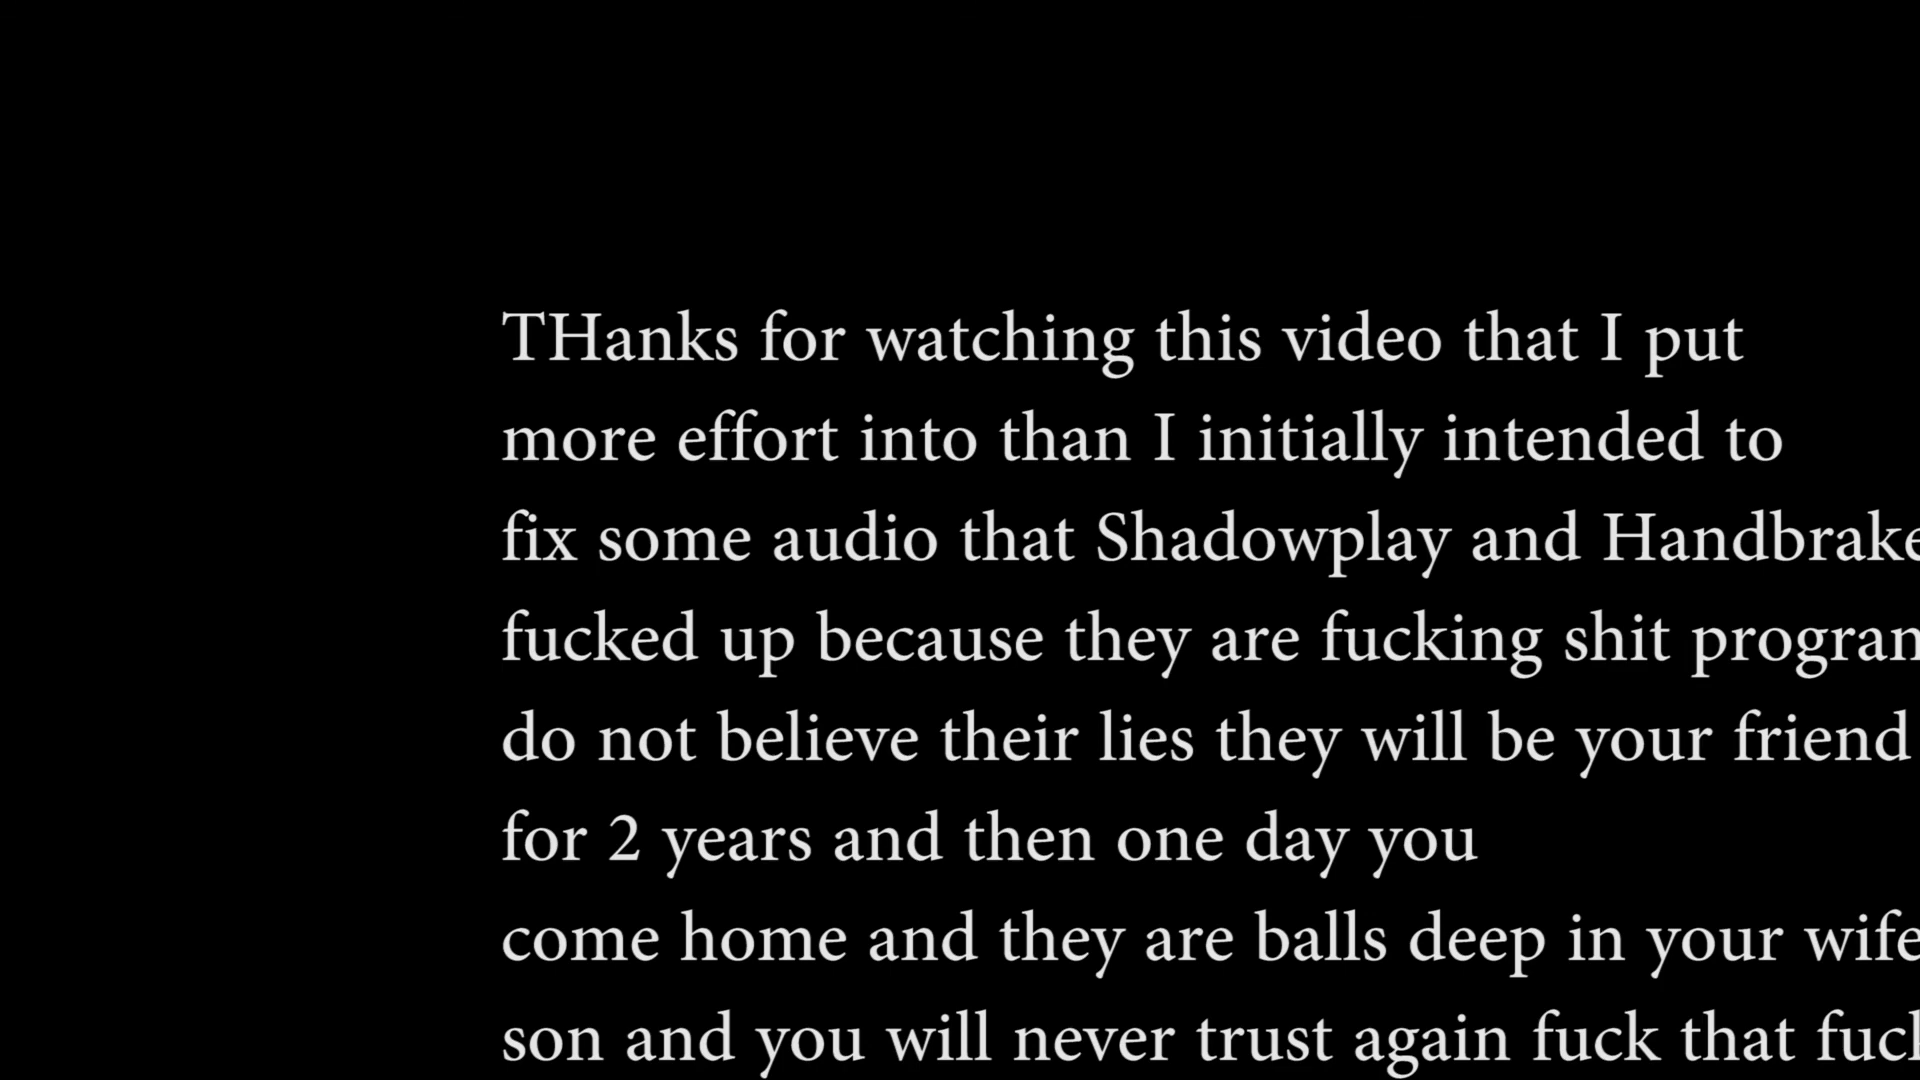 THanks for watching this video that I put
more effort into than I initially intended to
fix some audio that Shadowplay and Handbrake
fucked up because they are fucking shit
do not believe their lies they will be your friend
for 2 years and then one day you
come home and they are balls deep in your wife
son and you will never trust again fuck that